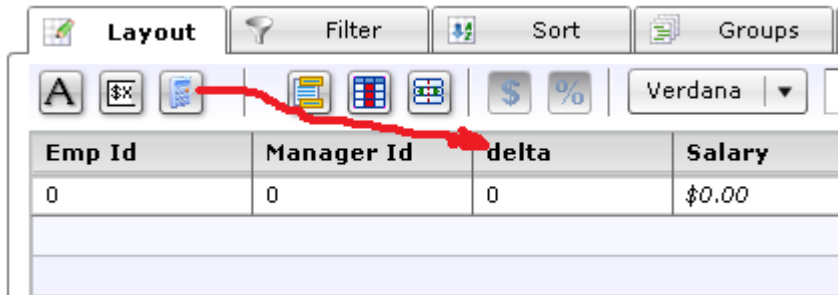 Layout Filter Sort Groups
A $X $ % Verdana
Emp Id Manager Id delta Salary
0 0 0 $0.00